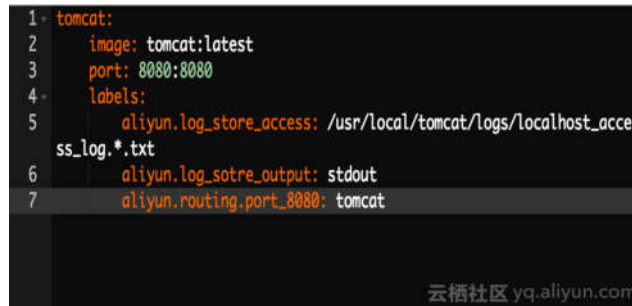 1 tomcat:
2 image: tomcat:latest
3 port: 8080:8080
4 labels:
5 aliyun.log_store_access: /usr/local/tomcat/logs/localhost_acce
ss_log.*.txt
6 aliyun.log_sotre_output: stdout
7 aliyun.routing.port_8080: tomcat
云栖社区 yq.aliyun.com